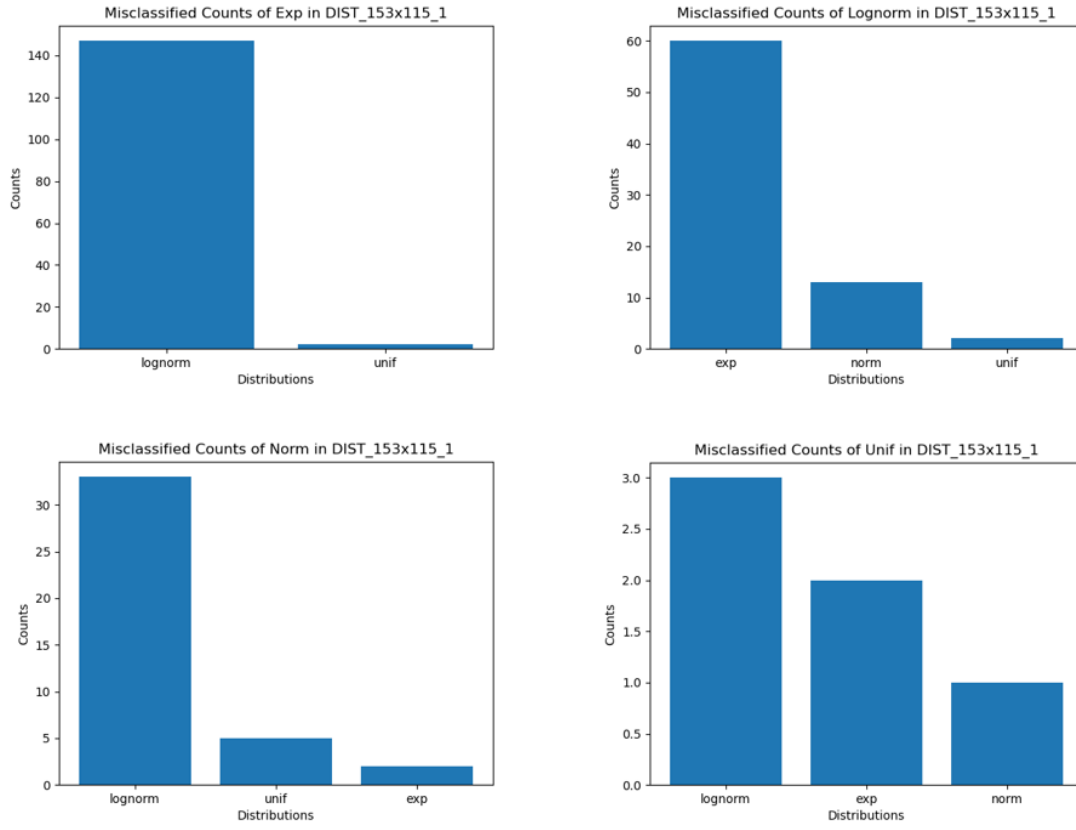 Misclassified Counts of Exp in DIST_153x115_1
140
120
100
80
60
40
20
0
Counts
lognorm unif
Distributions
Misclassified Counts of Lognorm in DIST_153x115_1
60
50
40
30
20
10
0
Counts
exp norm unif
Distributions
Misclassified Counts of Norm in DIST_153x115_1
30
25
20
15
10
5
0
Counts
lognorm unif exp
Distributions
Misclassified Counts of Unif in DIST_153x115_1
3.0
2.5
2.0
1.5
1.0
0.5
0.0
Counts
lognorm exp norm
Distributions